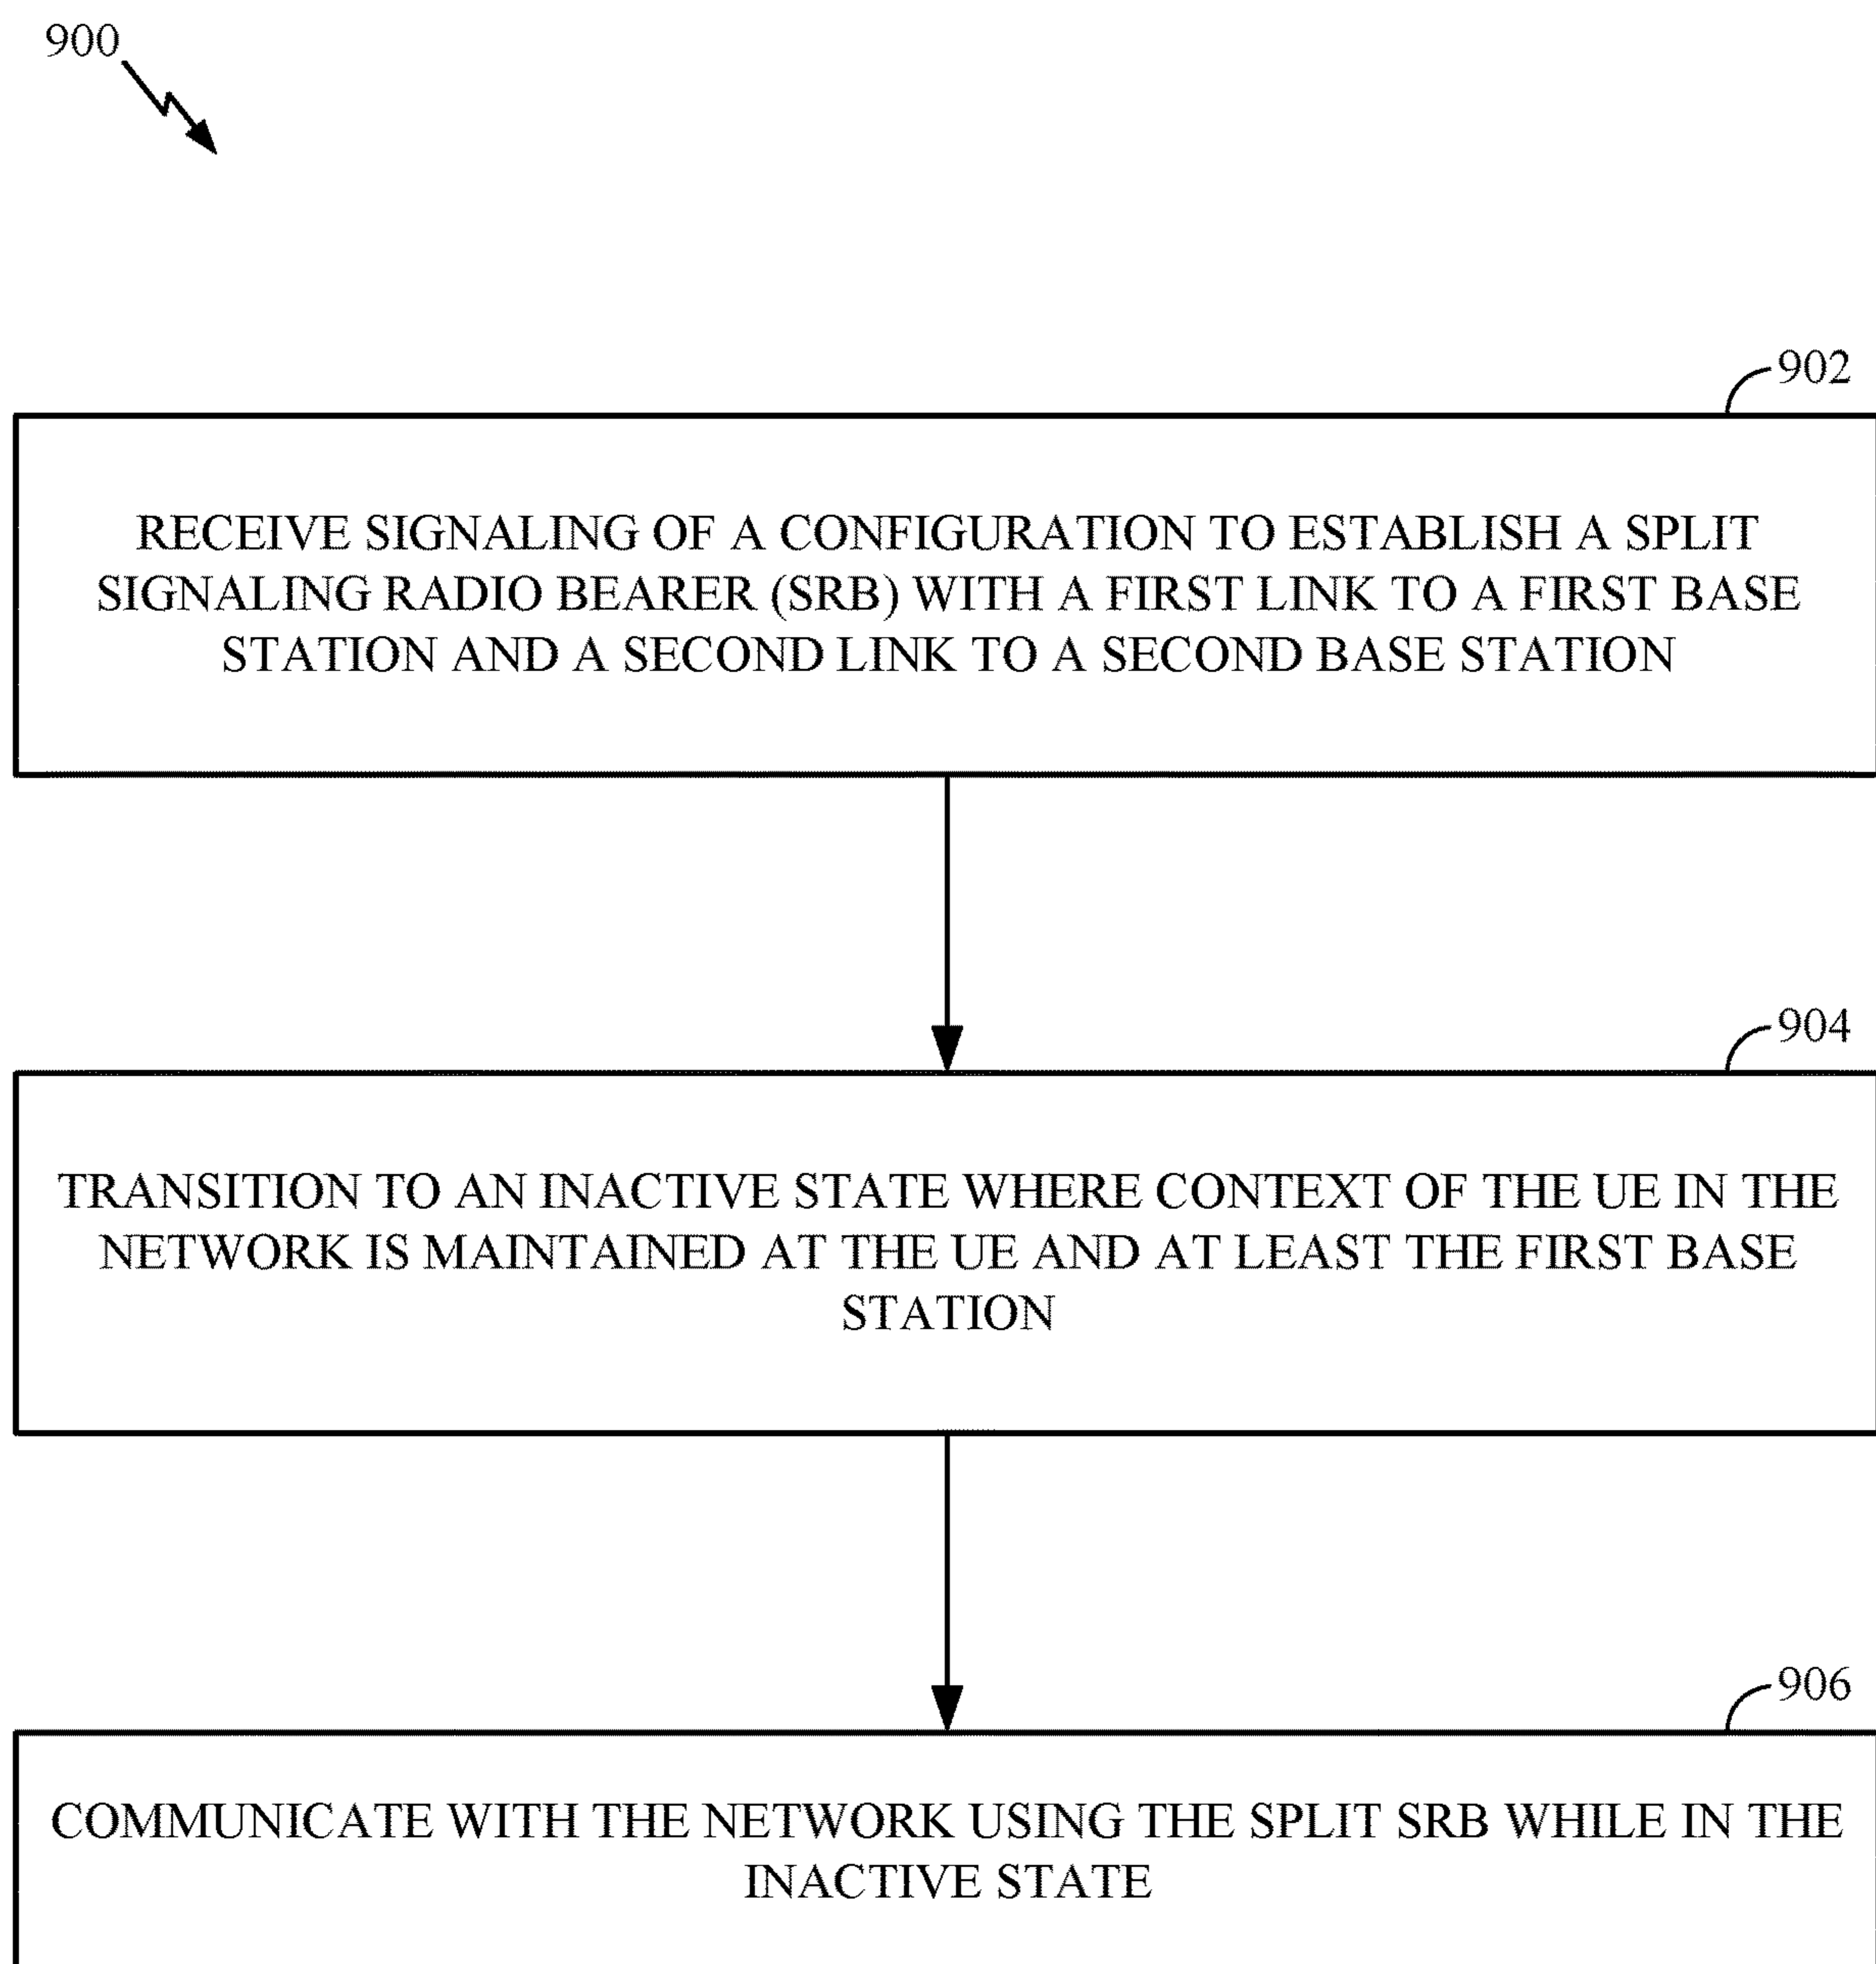 900
902
RECEIVE SIGNALING OF A CONFIGURATION TO ESTABLISH A SPLIT
SIGNALING RADIO BEARER (SRB) WITH A FIRST LINK TO A FIRST BASE
STATION AND A SECOND LINK TO A SECOND BASE STATION
904
TRANSITION TO AN INACTIVE STATE WHERE CONTEXT OF THE UE IN THE
NETWORK IS MAINTAINED AT THE UE AND AT LEAST THE FIRST BASE
STATION
906
COMMUNICATE WITH THE NETWORK USING THE SPLIT SRB WHILE IN THE
INACTIVE STATE